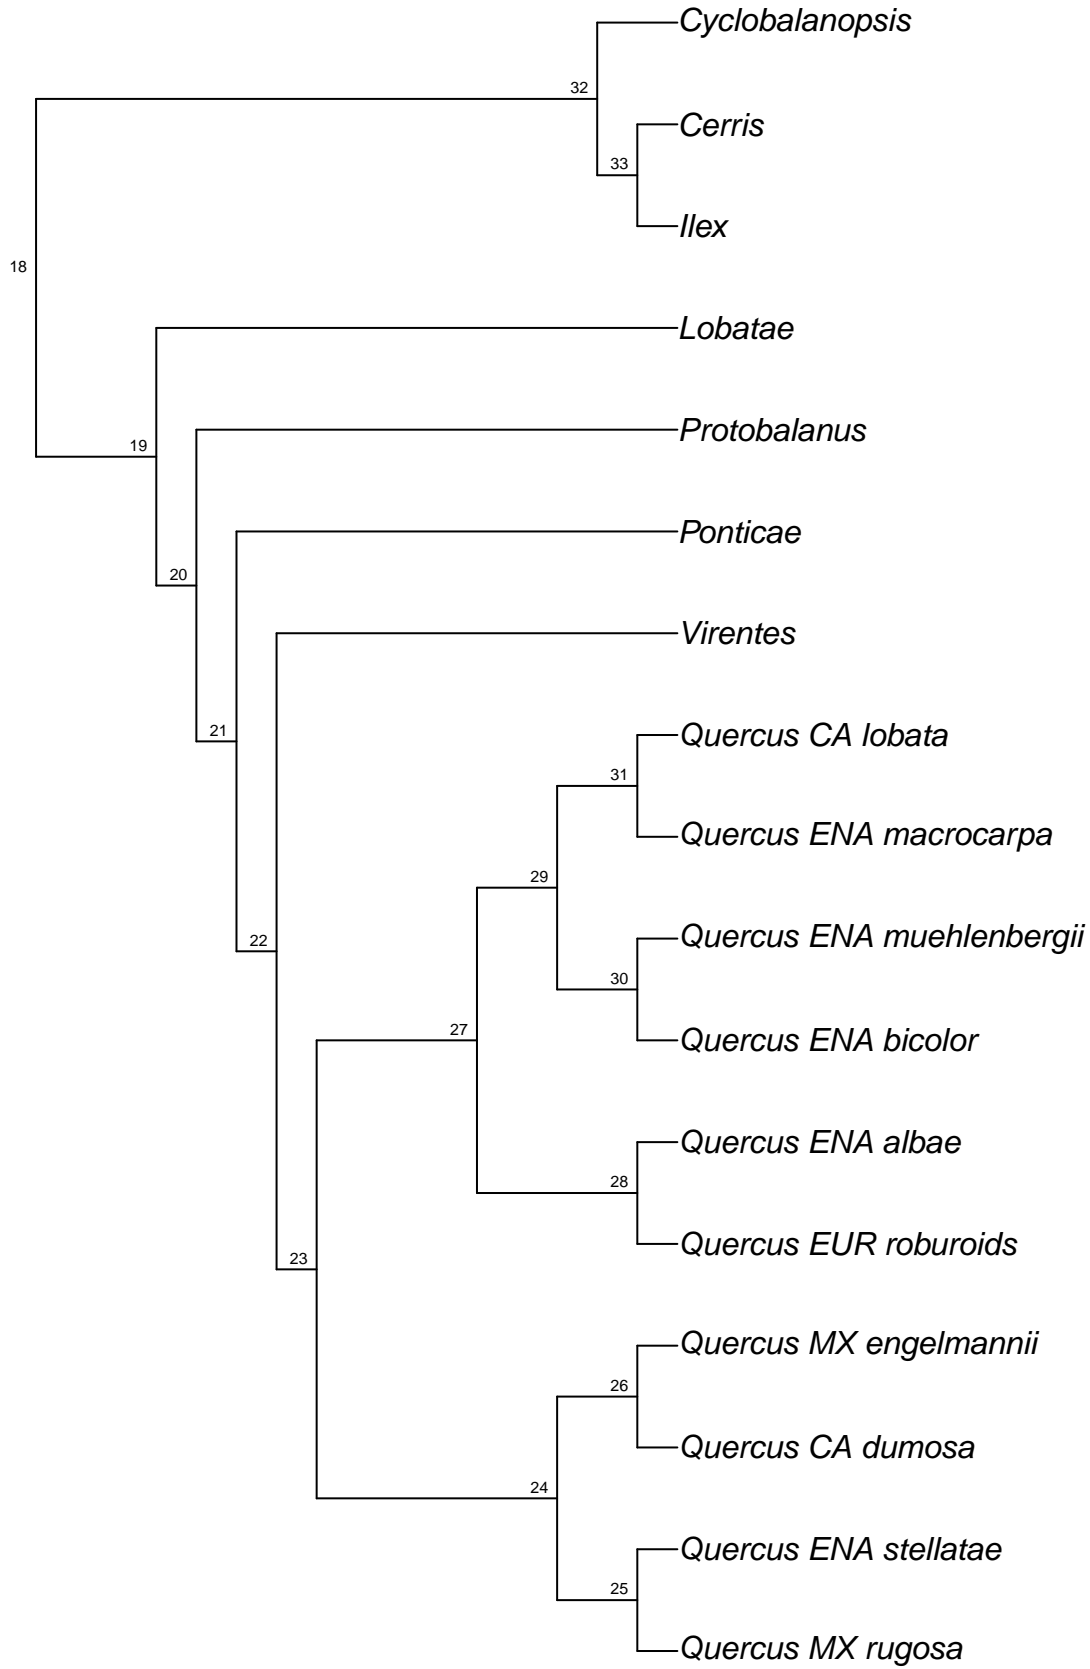 Cyclobalanopsis
32
Cerris
33
Ilex
18
Lobatae
Protobalanus
19
Ponticae
20
Virentes
21
Quercus CA lobata
31
Quercus ENA macrocarpa
29
Quercus ENA muehlenbergii
22
30
Quercus ENA bicolor
27
Quercus ENA albae
28
Quercus EUR roburoids
23
Quercus MX engelmannii
26
Quercus CA dumosa
24
Quercus ENA stellatae
25
Quercus MX rugosa